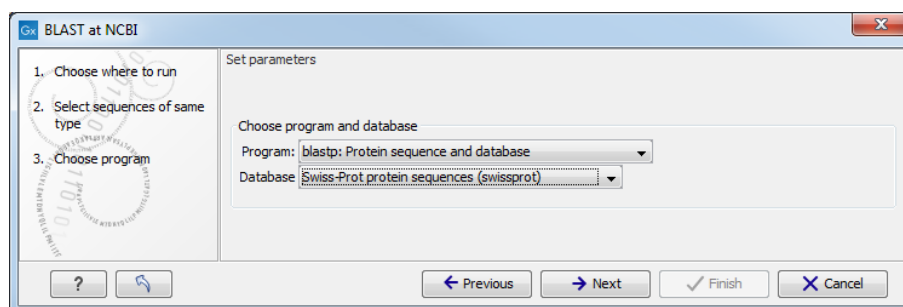 Gx BLAST at NCBI
1. Choose where to run
2. Select sequences of same
type
3. Choose program
Set parameters
Choose program and database
Program: blastp: Protein sequence and database
Database Swiss-Prot protein sequences (swissprot)
? Previous Next Finish Cancel